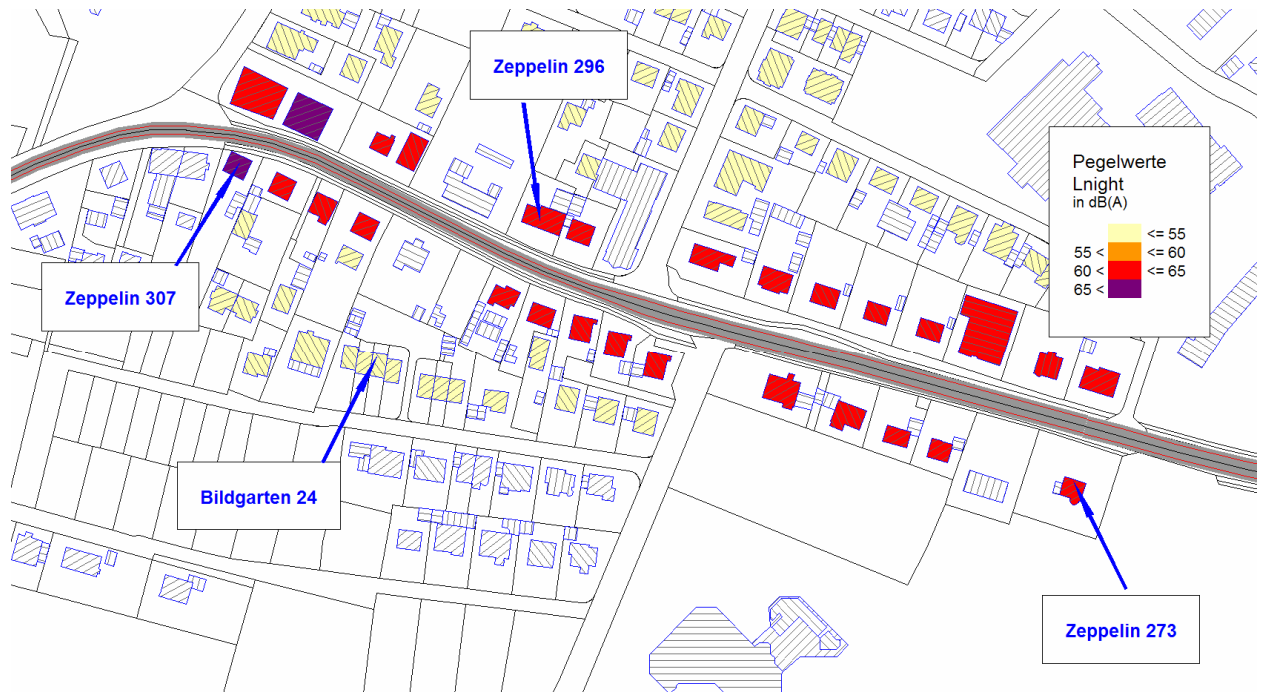 Zeppelin 296
Pegelwerte
Lnight
in dB(A)
<= 55
55 < <= 60
60 < <= 65
65 <
Zeppelin 307
Bildgarten 24
Zeppelin 273